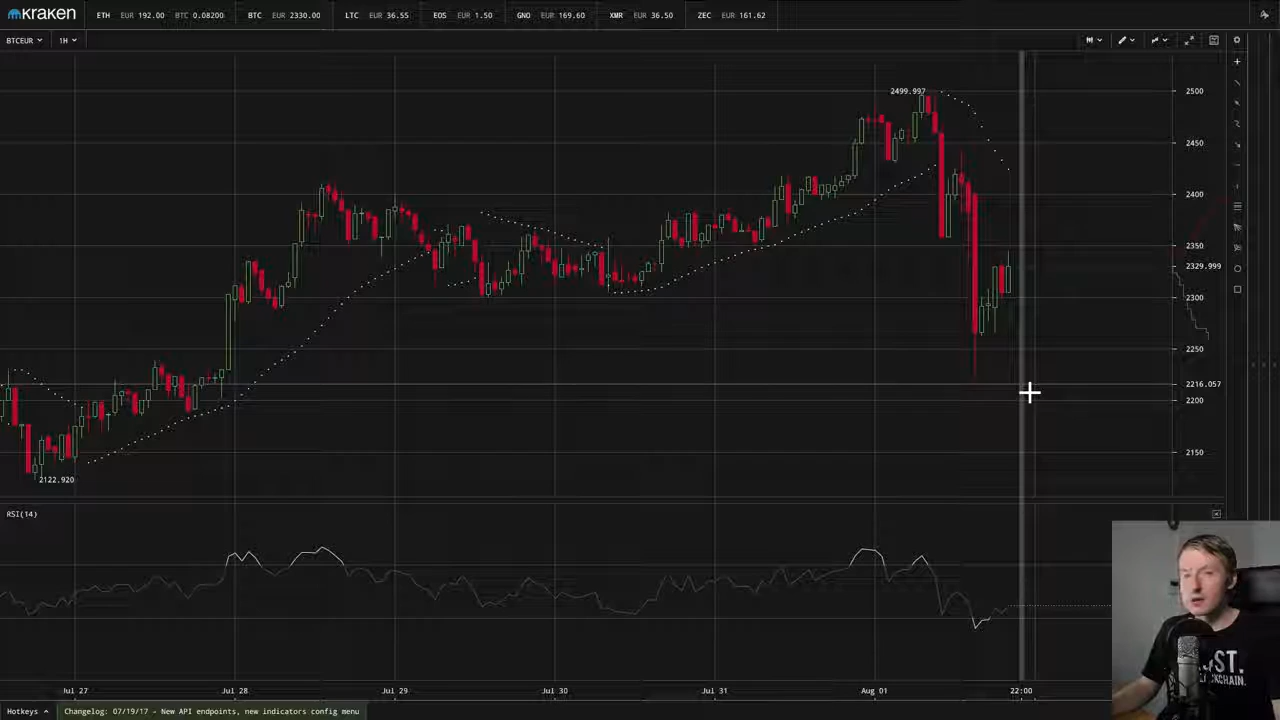 kraken ETH EUR 192.00 BTC 0.08200 BTC EUR 2330.00 LTC EUR 36.55 EOS EUR 1.50 GNO EUR 169.60 XMR EUR 36.50 ZEC EUR 161.62
BTCEUR 1H
2499.997
2500
2450
2400
2350
2329.999
2300
2250
2216.057
2200
2150
2122.920
RSI(14)
Jul 27 Jul 28 Jul 29 Jul 30 Jul 31 Aug 01 22:00
Hotkeys Changelog: 07/19/17 - New API endpoints, new indicators config menu